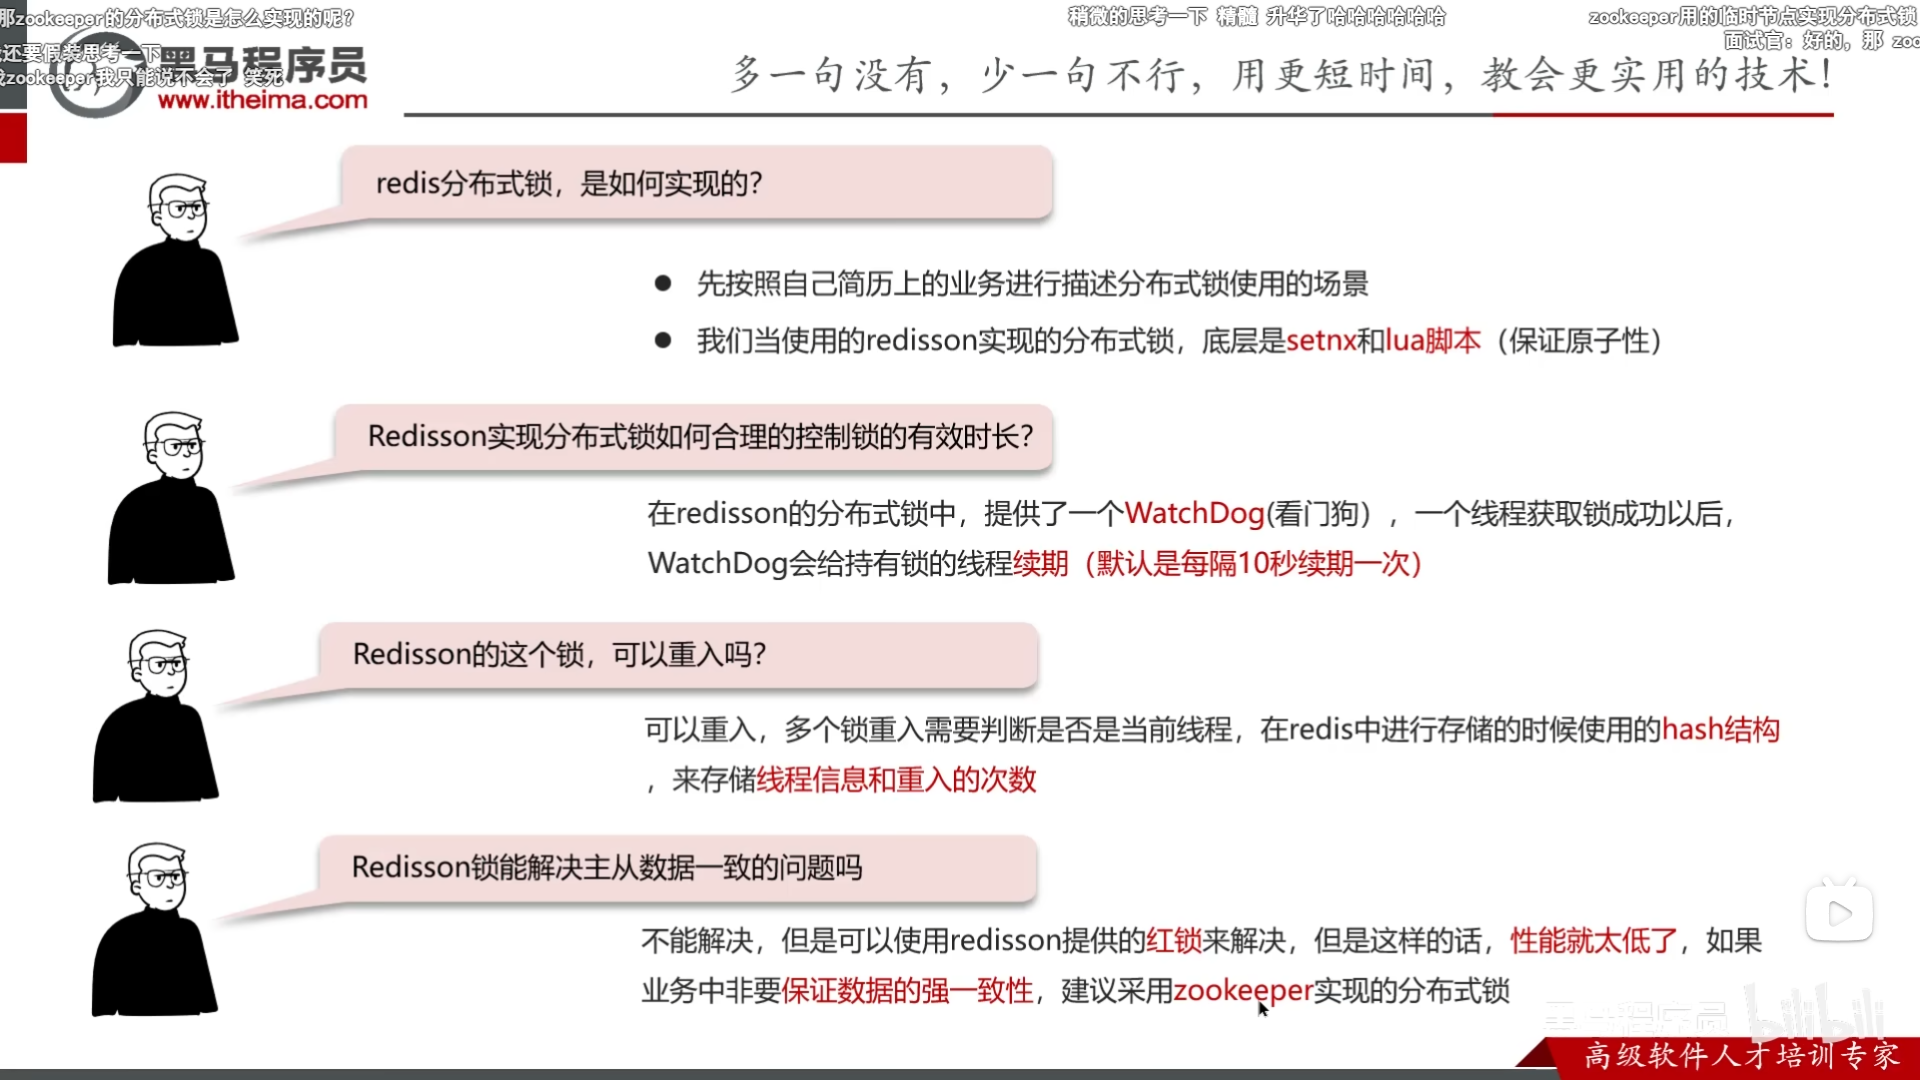 那zookeeper的分布式锁是怎么实现的呢?
稍微的思考一下 精髓 升华了哈哈哈哈哈哈
zookeeper用的临时节点实现分布式锁
还要假装思考一下
面试官：好的，那 zoo
zookeeper我只能说不会了 笑死
黑马程序员
www.itheima.com
多一句没有，少一句不行，用更短时间，教会更实用的技术！
redis分布式锁，是如何实现的？
● 先按照自己简历上的业务进行描述分布式锁使用的场景
● 我们当使用的redisson实现的分布式锁，底层是setnx和lua脚本（保证原子性）
Redisson实现分布式锁如何合理的控制锁的有效时长？
在redisson的分布式锁中，提供了一个WatchDog(看门狗），一个线程获取锁成功以后，
WatchDog会给持有锁的线程续期（默认是每隔10秒续期一次）
Redisson的这个锁，可以重入吗？
可以重入，多个锁重入需要判断是否是当前线程，在redis中进行存储的时候使用的hash结构
，来存储线程信息和重入的次数
Redisson锁能解决主从数据一致的问题吗
不能解决，但是可以使用redisson提供的红锁来解决，但是这样的话，性能就太低了，如果
业务中非要保证数据的强一致性，建议采用zookeeper实现的分布式锁
黑马程序员 bilibili
高级软件人才培训专家